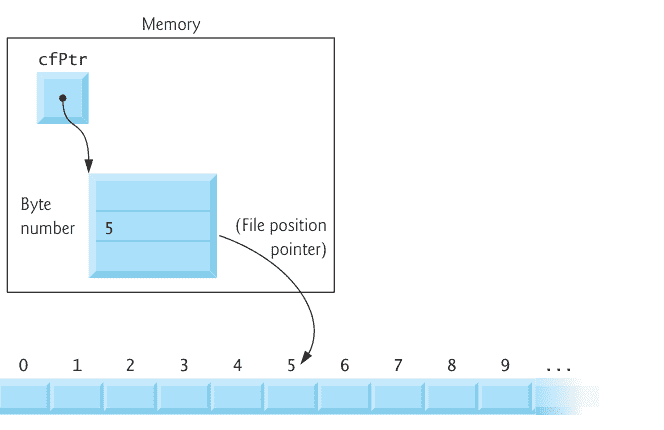 Memory
cfPtr
Byte
number
5
(File position
pointer)
0 1 2 3 4 5 6 7 8 9 ...